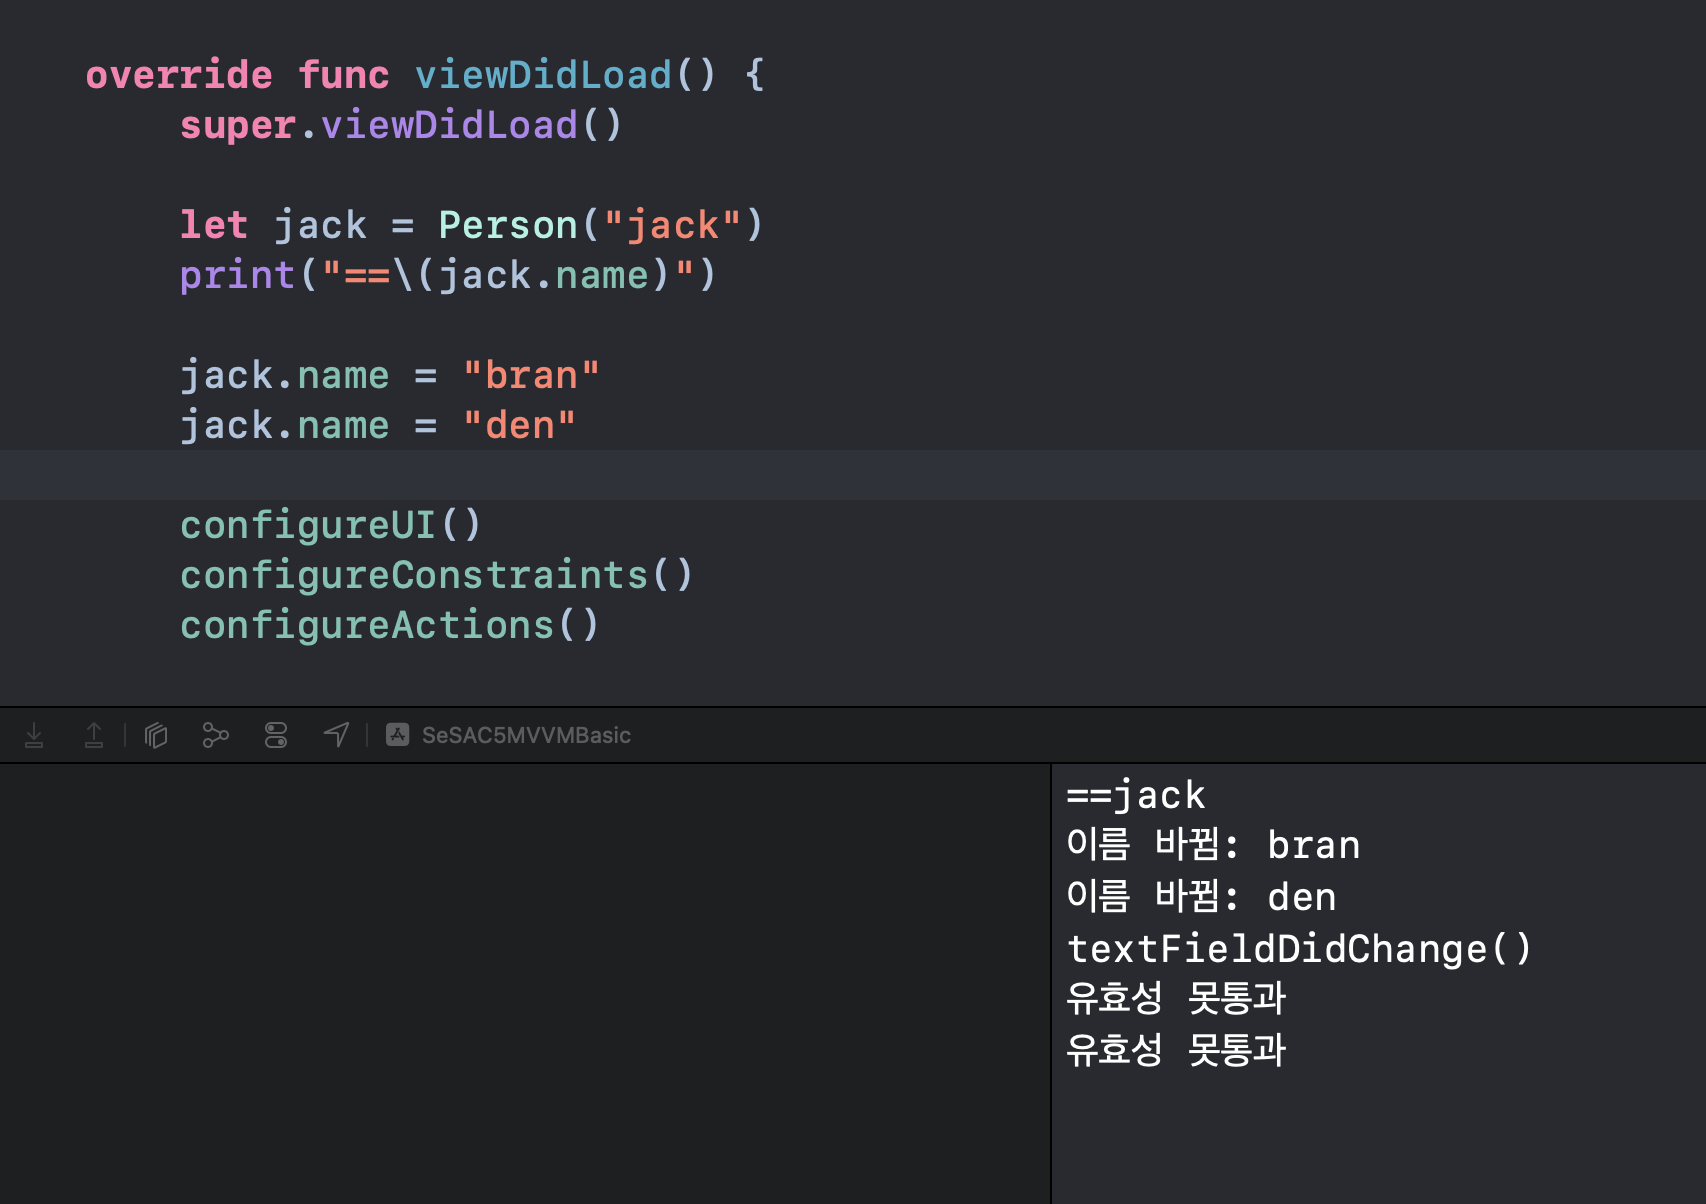 override func viewDidLoad() {
super.viewDidLoad()
let jack = Person("jack")
print("==\(jack.name)")
jack.name = "bran"
jack.name = "den"
configureUI()
configureConstraints()
configureActions()
SeSAC5MVVMBasic
==jack
이름 바뀜: bran
이름 바뀜: den
textFieldDidChange()
유효성 못통과
유효성 못통과